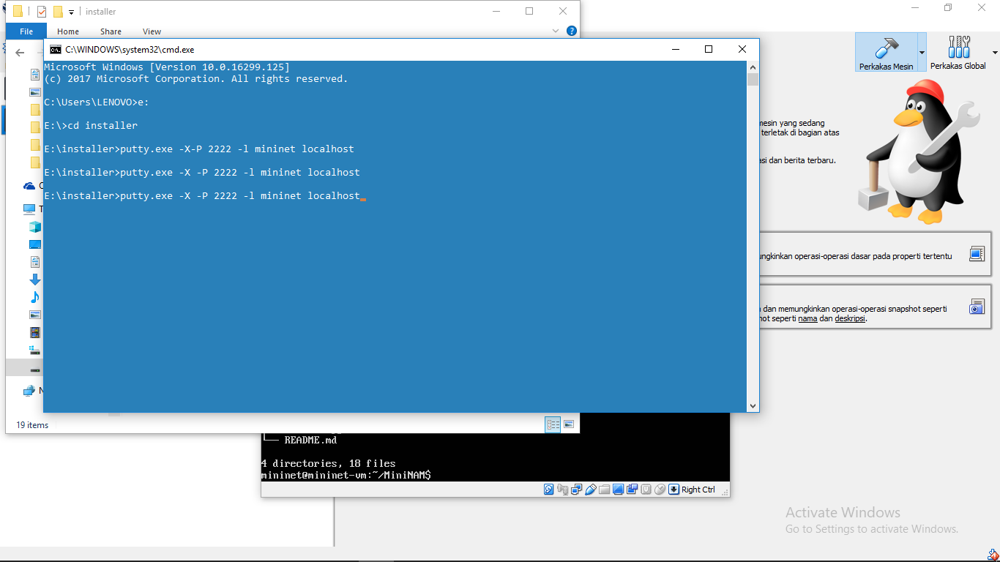 installer
File Home Share View
C:\WINDOWS\system32\cmd.exe
Microsoft Windows [Version 10.0.16299.125]
(c) 2017 Microsoft Corporation. All rights reserved.
C:\Users\LENOVO>e:
E:\>cd installer
E:\installer>putty.exe -X-P 2222 -l mininet localhost
E:\installer>putty.exe -X -P 2222 -l mininet localhost
E:\installer>putty.exe -X -P 2222 -l mininet localhost
19 items
Perkakas Mesin
Perkakas Global
mesin yang sedang
terletak di bagian atas
dan berita terbaru.
operasi-operasi dasar pada properti tertentu
dan memungkinkan operasi-operasi snapshot seperti
seperti nama dan deskripsi.
README.md
4 directories, 18 files
mininet@mininet-vm:~/MiniNAM$
Right Ctrl
Activate Windows
Go to Settings to activate Windows.